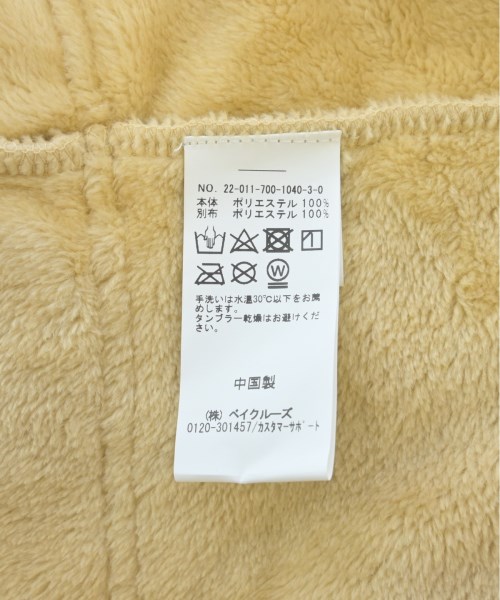 NO. 22-011-700-1040-3-0
本体 ポリエステル 100%
別布 ポリエステル 100%
W
手洗いは水温30℃以下をお薦
めします。
タンブラー乾燥はお避けくだ
さい。
中国製
(株) ベイクルーズ
0120-301457/カスタマーサポート